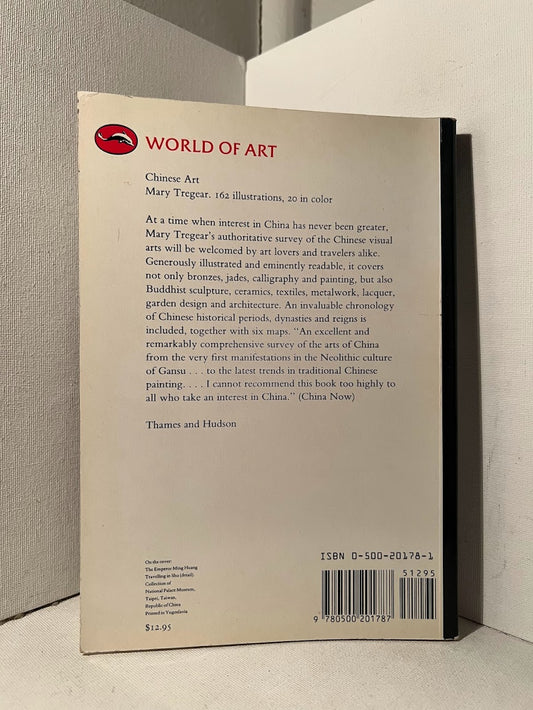 WORLD OF ART
Chinese Art
Mary Tregear. 162 illustrations, 20 in color
At a time when interest in China has never been greater,
Mary Tregear's authoritative survey of the Chinese visual
arts will be welcomed by art lovers and travelers alike.
Generously illustrated and eminently readable, it covers
not only bronzes, jades, calligraphy and painting, but also
Buddhist sculpture, ceramics, textiles, metalwork, lacquer,
garden design and architecture. An invaluable chronology
of Chinese historical periods, dynasties and reigns is
included, together with six maps. "An excellent and
remarkably comprehensive survey of the arts of China
from the very first manifestations in the Neolithic culture
of Gansu . . . to the latest trends in traditional Chinese
painting. . . . I cannot recommend this book too highly to
all who take an interest in China." (China Now)
Thames and Hudson
On the cover:
The Emperor Ming Huang
Travelling in Shu (detail).
Collection of
National Palace Museum,
Taipei, Taiwan,
Republic of China
Printed in Yugoslavia
$12.95
ISBN 0-500-20178-1
51295
9 780500 201787